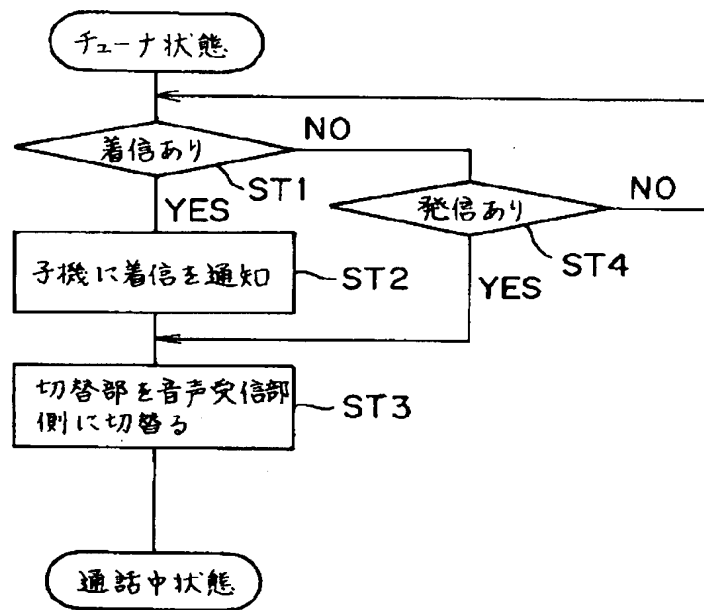 チューナ状態
着信あり
NO
ST1
YES
発信あり
NO
ST4
YES
子機に着信を通知
ST2
切替部を音声受信部
側に切替る
ST3
通話中状態